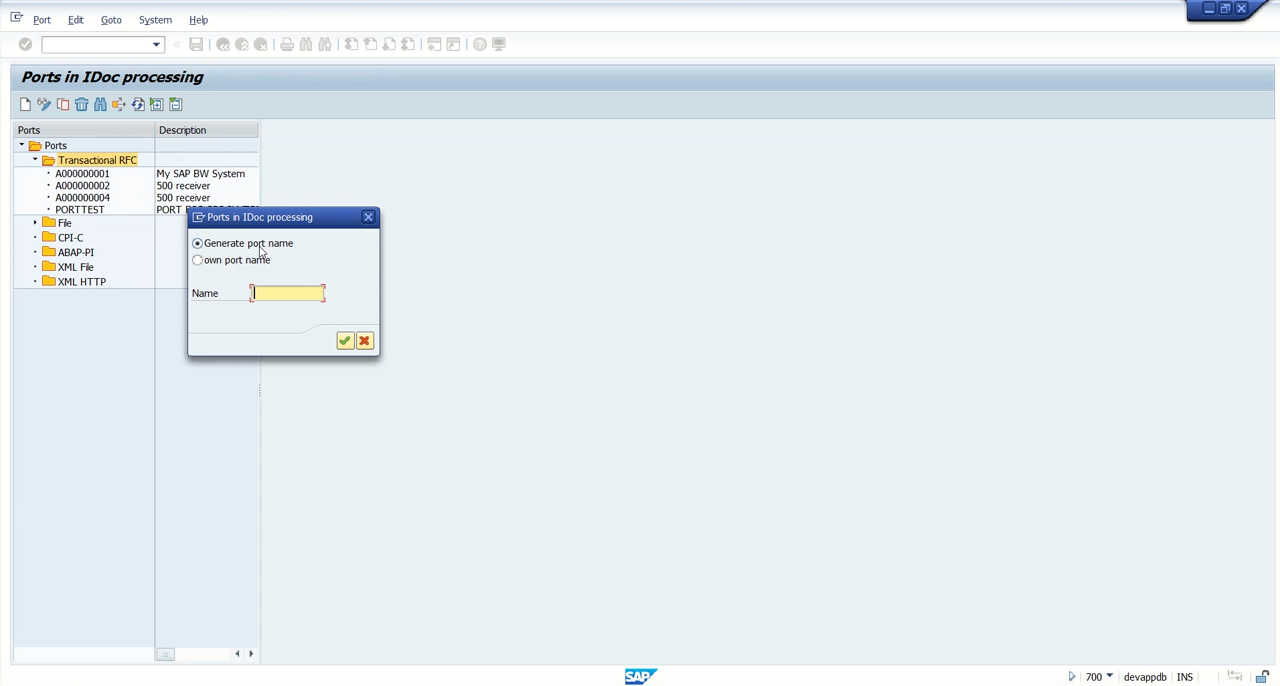 Port Edit Goto System Help
Ports in IDoc processing
Ports Description
Ports
Transactional RFC
A000000001 My SAP BW System
A000000002 500 receiver
A000000004 500 receiver
PORTTEST PORT
File
CPI-C
ABAP-PI
XML File
XML HTTP
Ports in IDoc processing
Generate port name
own port name
Name
SAP
700 devappdb INS